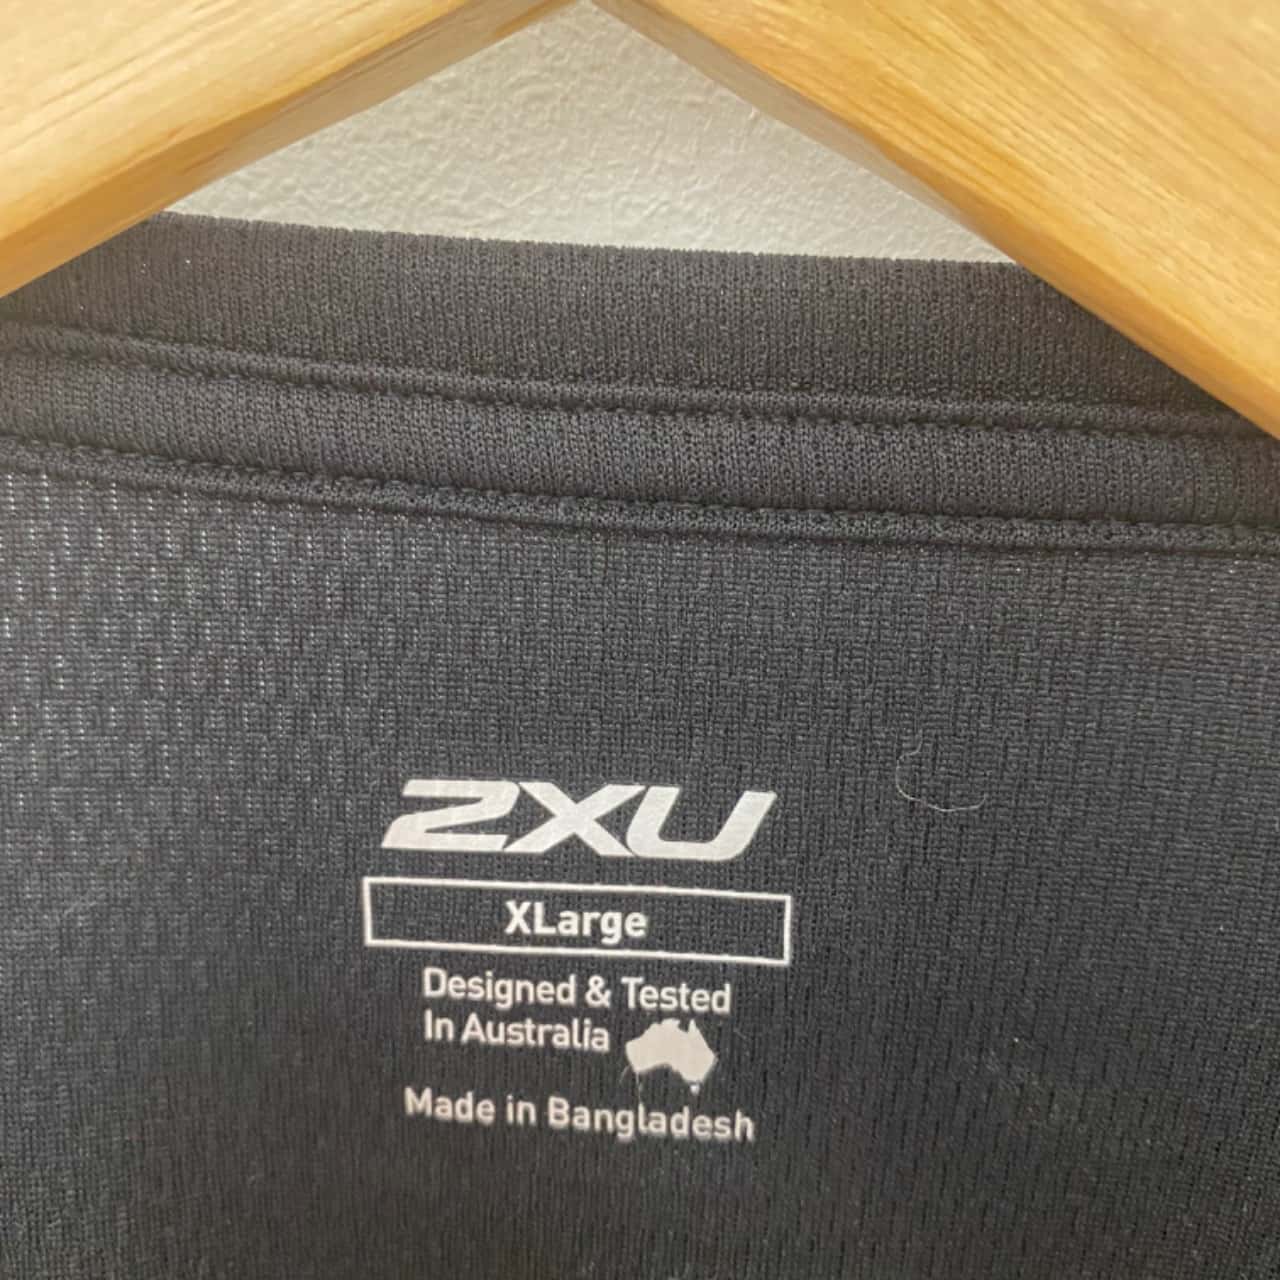 2XU
XLarge
Designed & Tested
In Australia
Made in Bangladesh